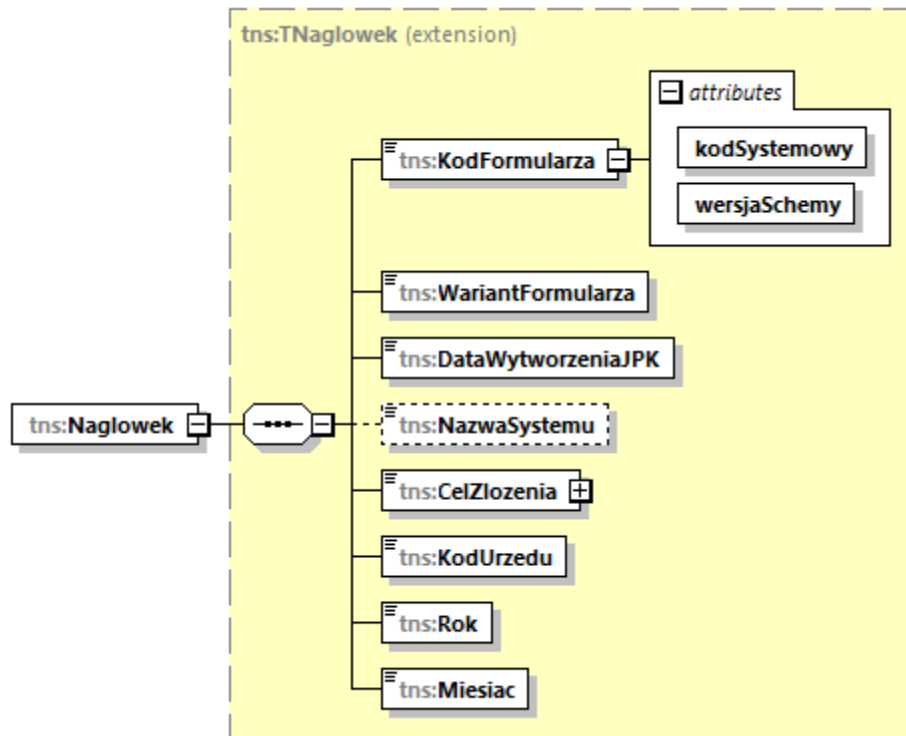 tns:TNaglowek (extension)
attributes
tns:KodFormularza
kodSystemowy
wersjaSchemy
tns:WariantFormularza
tns:DataWytworzeniaJPK
tns:Naglowek
tns:NazwaSystemu
tns:CelZlozenia
tns:KodUrzedu
tns:Rok
tns:Miesiac